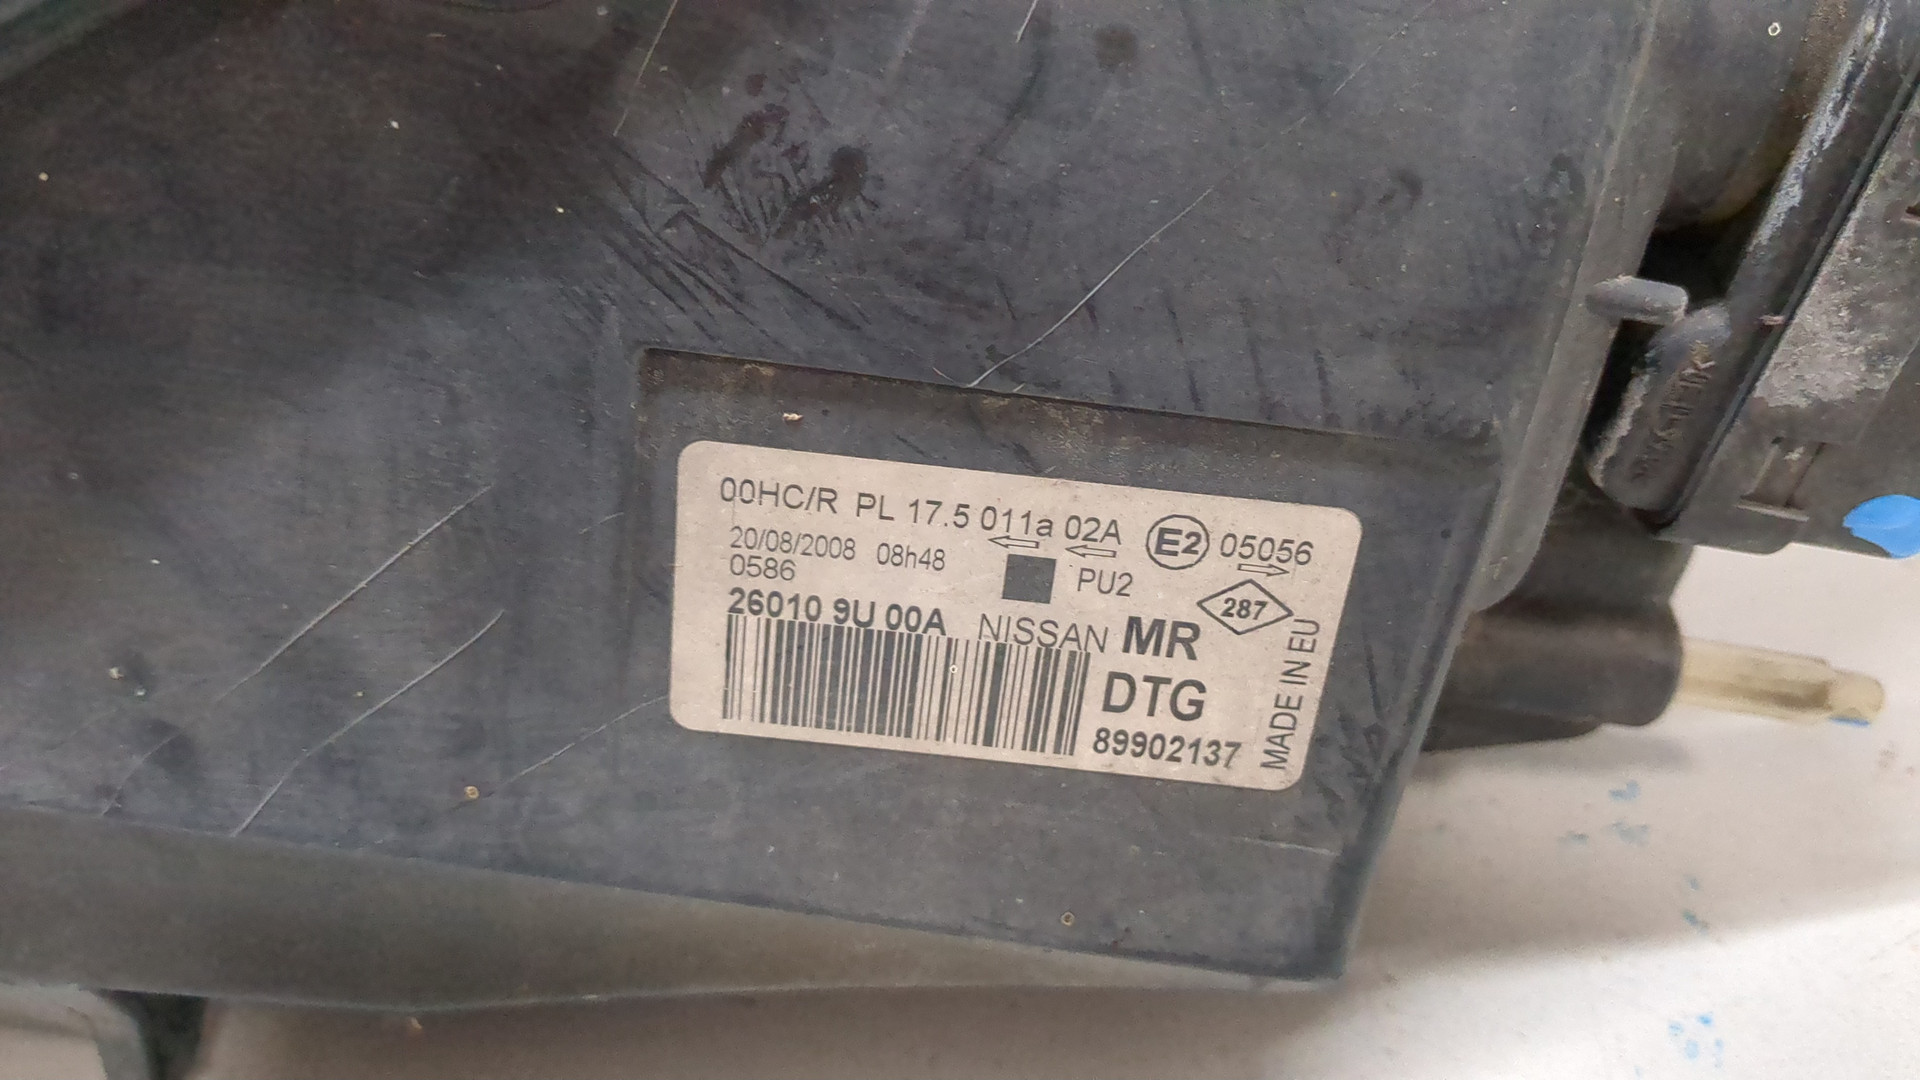 00HC/R PL 17.5 011a 02A E2 05056
20/08/2008 08h48
0586
PU2
287
26010 9U 00A NISSAN MR
DTG
89902137
MADE IN EU